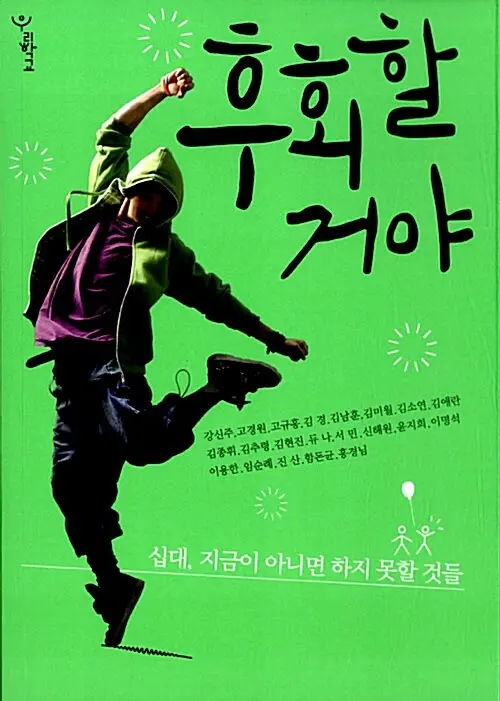 우리학교
후회할
거야
강신주,고경원,고규홍,김 경,김남훈,김미월,김소연,김애란
김종휘,김추령,김현진,듀 나,서 민,신해원,윤지희,이명석
이용한,임순례,진 산,함돈균,홍경님
십대, 지금이 아니면 하지 못할 것들